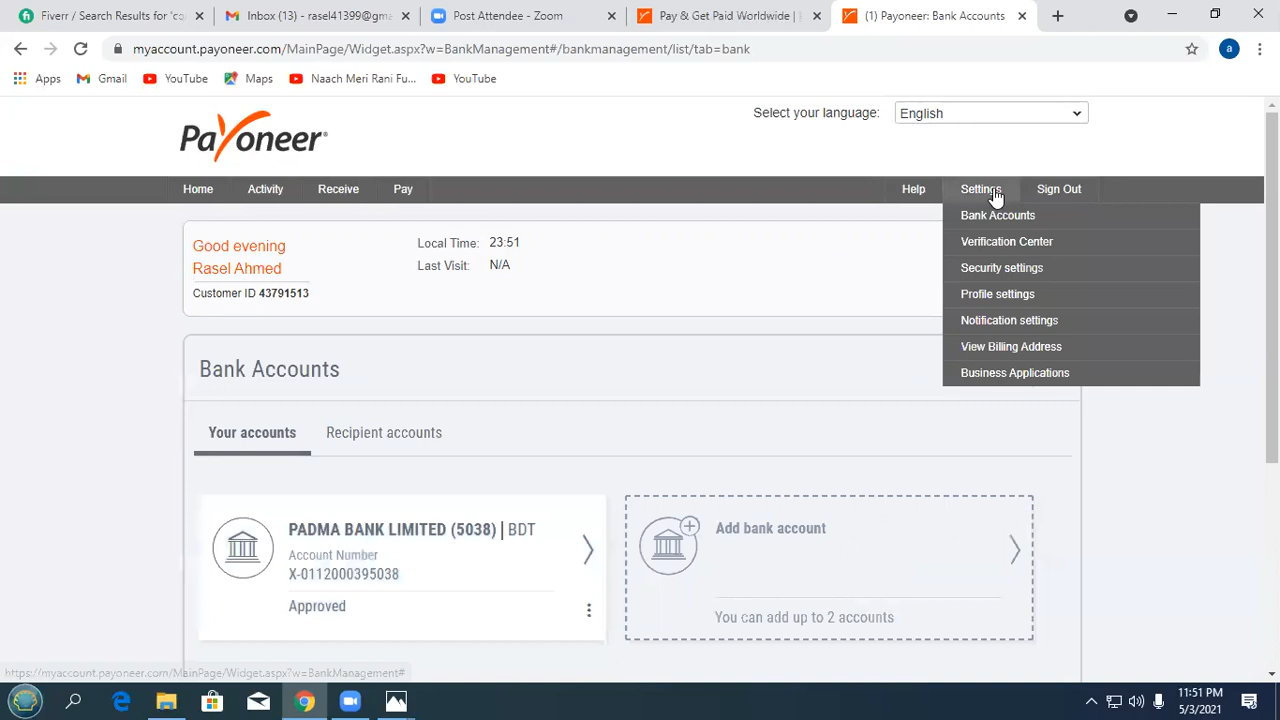 Fiverr / Search Results for 'co
Inbox (13) - rasel41399@gma
Post Attendee - Zoom
Pay & Get Paid Worldwide |
(1) Payoneer: Bank Accounts
myaccount.payoneer.com/MainPage/Widget.aspx?w=BankManagement#/bankmanagement/list/tab=bank
a
Apps
Gmail
YouTube
Maps
Naach Meri Rani Fu...
YouTube
Select your language:
English
Payoneer
Home
Activity
Receive
Pay
Help
Settings
Sign Out
Bank Accounts
Verification Center
Security settings
Profile settings
Notification settings
View Billing Address
Business Applications
Good evening
Rasel Ahmed
Customer ID 43791513
Local Time: 23:51
Last Visit: N/A
Bank Accounts
Your accounts
Recipient accounts
PADMA BANK LIMITED (5038) | BDT
Account Number
X-0112000395038
Approved
Add bank account
You can add up to 2 accounts
https://myaccount.payoneer.com/MainPage/Widget.aspx?w=BankManagement#
11:51 PM
5/3/2021